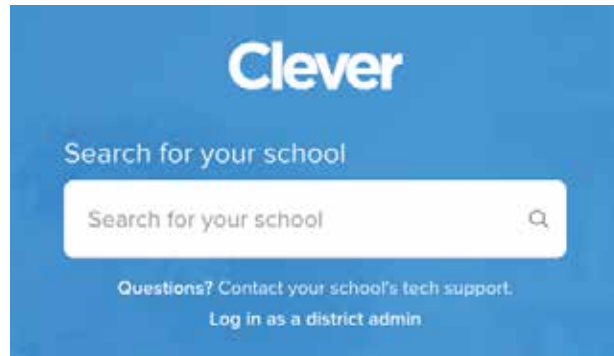 Clever
Search for your school
Search for your school
Questions? Contact your school's tech support.
Log in as a district admin